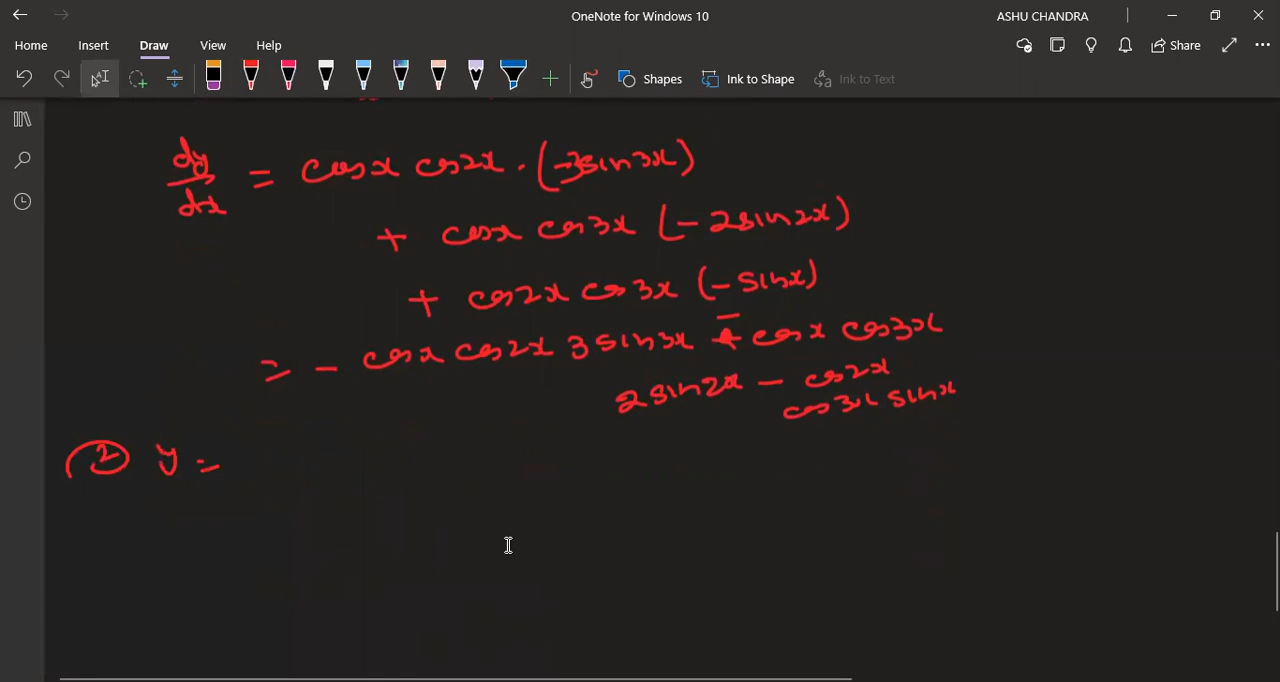 OneNote for Windows 10
ASHU CHANDRA
Home Insert Draw View Help
Share
Shapes Ink to Shape Ink to Text
dy/dx = cosx cos2x · (-3sin3x)
+ cosx cos3x (-2sin2x)
+ cos2x cos3x (-sinx)
= - cosx cos2x 3sin3x - cosx cos3x
2sin2x - cos2x
cos3x sinx
② y =